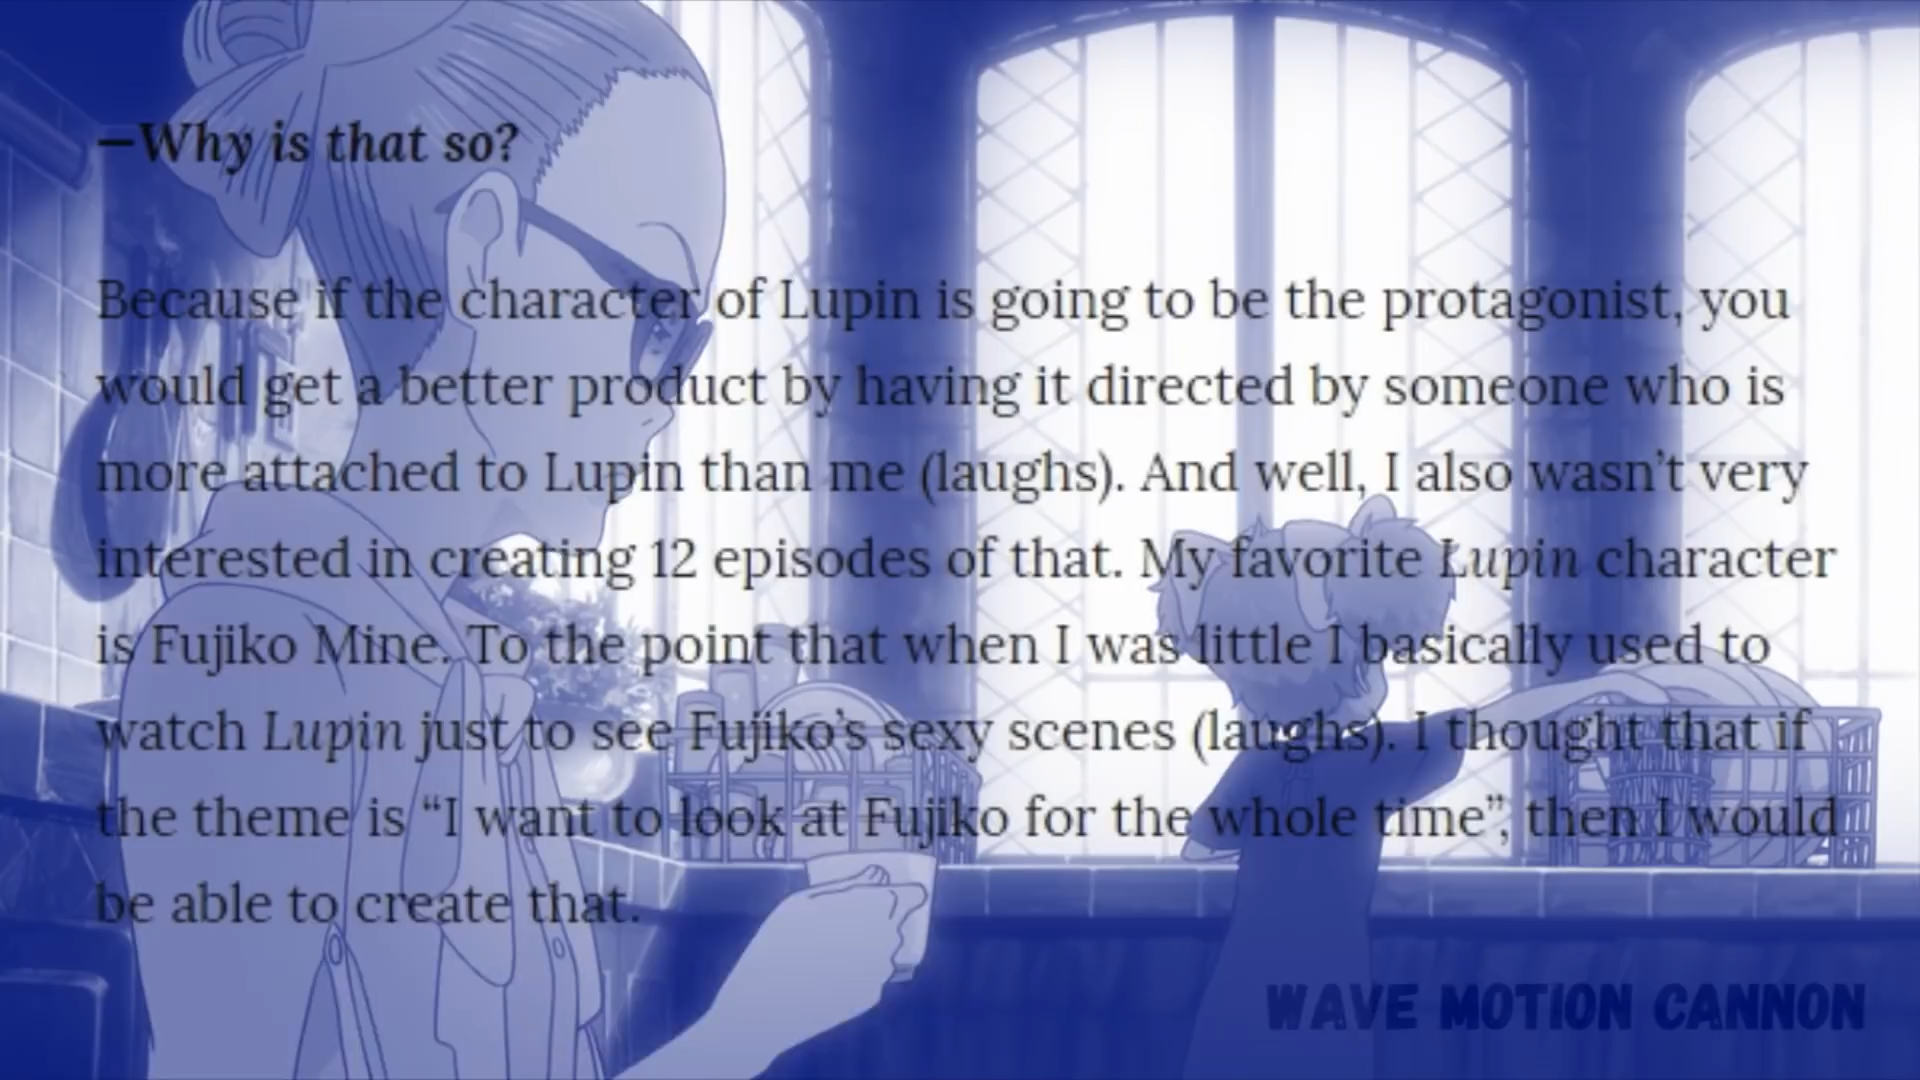 —Why is that so?
Because if the character of Lupin is going to be the protagonist, you
would get a better product by having it directed by someone who is
more attached to Lupin than me (laughs). And well, I also wasn’t very
interested in creating 12 episodes of that. My favorite Lupin character
is Fujiko Mine. To the point that when I was little I basically used to
watch Lupin just to see Fujiko’s sexy scenes (laughs). I thought that if
the theme is “I want to look at Fujiko for the whole time”, then I would
be able to create that.
WAVE MOTION CANNON